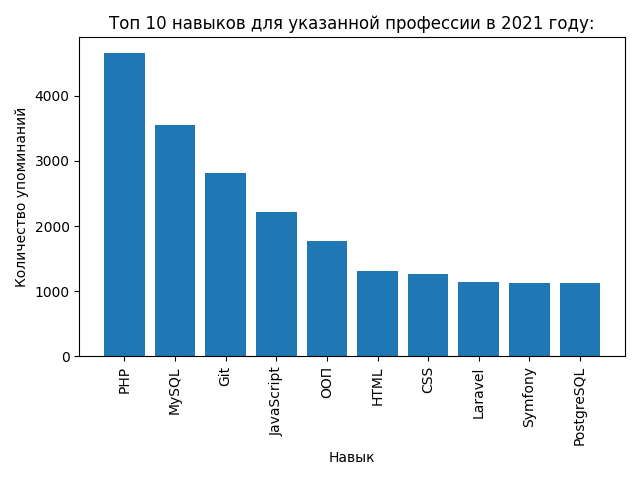 Топ 10 навыков для указанной профессии в 2021 году:
Количество упоминаний
4000
3000
2000
1000
0
PHP
MySQL
Git
JavaScript
ООП
HTML
CSS
Laravel
Symfony
PostgreSQL
Навык